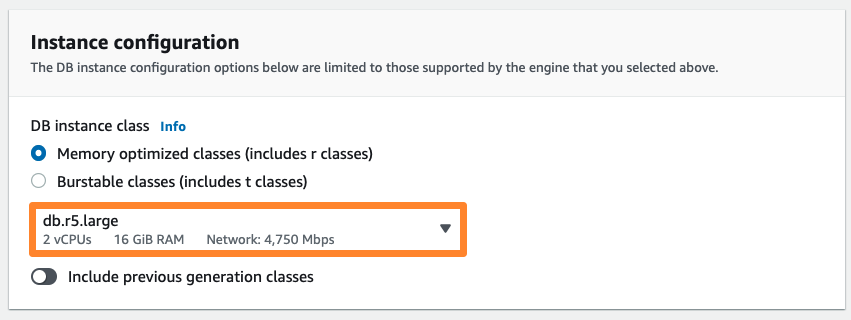 Instance configuration
The DB instance configuration options below are limited to those supported by the engine that you selected above.
DB instance class Info
Memory optimized classes (includes r classes)
Burstable classes (includes t classes)
db.r5.large
2 vCPUs 16 GiB RAM Network: 4,750 Mbps
Include previous generation classes